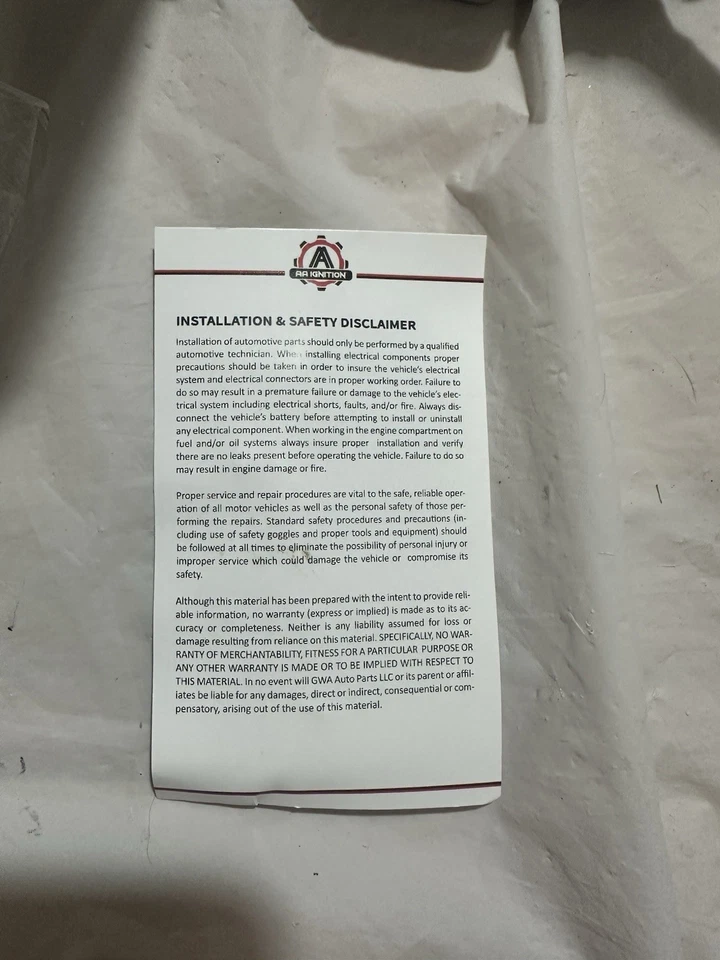 A
AA IGNITION
INSTALLATION & SAFETY DISCLAIMER
Installation of automotive parts should only be performed by a qualified
automotive technician. When installing electrical components proper
precautions should be taken in order to insure the vehicle's electrical
system and electrical connectors are in proper working order. Failure to
do so may result in a premature failure or damage to the vehicle's elec-
trical system including electrical shorts, faults, and/or fire. Always dis-
connect the vehicle's battery before attempting to install or uninstall
any electrical component. When working in the engine compartment on
fuel and/or oil systems always insure proper installation and verify
there are no leaks present before operating the vehicle. Failure to do so
may result in engine damage or fire.
Proper service and repair procedures are vital to the safe, reliable oper-
ation of all motor vehicles as well as the personal safety of those per-
forming the repairs. Standard safety procedures and precautions (in-
cluding use of safety goggles and proper tools and equipment) should
be followed at all times to eliminate the possibility of personal injury or
improper service which could damage the vehicle or compromise its
safety.
Although this material has been prepared with the intent to provide reli-
able information, no warranty (express or implied) is made as to its ac-
curacy or completeness. Neither is any liability assumed for loss or
damage resulting from reliance on this material. SPECIFICALLY, NO WAR-
RANTY OF MERCHANTABILITY, FITNESS FOR A PARTICULAR PURPOSE OR
ANY OTHER WARRANTY IS MADE OR TO BE IMPLIED WITH RESPECT TO
THIS MATERIAL. In no event will GWA Auto Parts LLC or its parent or affil-
iates be liable for any damages, direct or indirect, consequential or com-
pensatory, arising out of the use of this material.